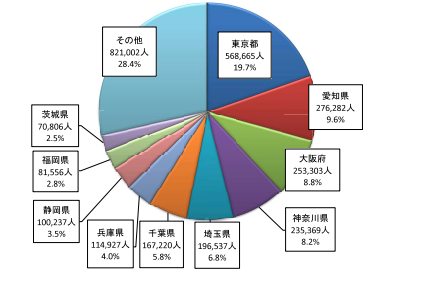 その他
821,002人
28.4%
東京都
568,665人
19.7%
愛知県
276,282人
9.6%
大阪府
253,303人
8.8%
神奈川県
235,369人
8.2%
埼玉県
196,537人
6.8%
千葉県
167,220人
5.8%
兵庫県
114,927人
4.0%
静岡県
100,237人
3.5%
福岡県
81,556人
2.8%
茨城県
70,806人
2.5%